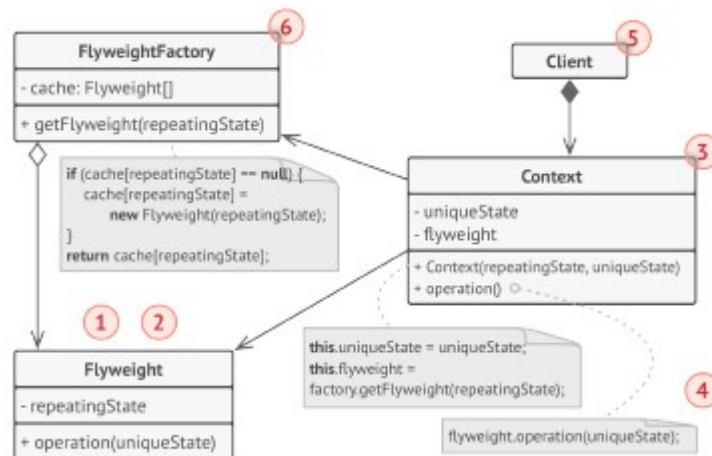 6
FlyweightFactory
- cache: Flyweight[]
+ getFlyweight(repeatingState)
if (cache[repeatingState] == null) {
cache[repeatingState] =
new Flyweight(repeatingState);
}
return cache[repeatingState];
5
Client
3
Context
- uniqueState
- flyweight
+ Context(repeatingState, uniqueState)
+ operation()
1
2
Flyweight
- repeatingState
+ operation(uniqueState)
this.uniqueState = uniqueState;
this.flyweight =
factory.getFlyweight(repeatingState);
4
flyweight.operation(uniqueState);